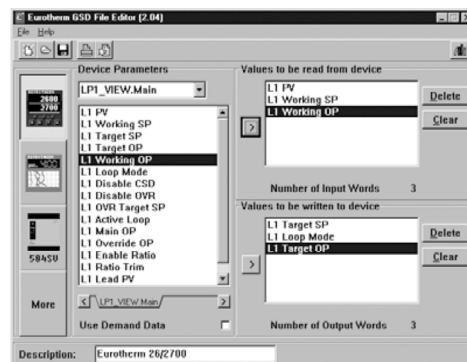 Eurotherm GSD File Editor (2.04)
File Help
Device Parameters
LP1_VIEW.Main
L1 PV
L1 Working SP
L1 Target SP
L1 Target OP
L1 Working OP
L1 Loop Mode
L1 Disable CSD
L1 Disable OVR
L1 OVR Target SP
L1 Active Loop
L1 Main OP
L1 Override OP
L1 Enable Ratio
L1 Ratio Trim
L1 Lead PV
LP1_VIEW.Main
Use Demand Data
Values to be read from device
L1 PV
L1 Working SP
L1 Working OP
Delete
Clear
Number of Input Words 3
Values to be written to device
L1 Target SP
L1 Loop Mode
L1 Target OP
Delete
Clear
Number of Output Words 3
2600
2700
584SV
More
Description: Eurotherm 26/2700